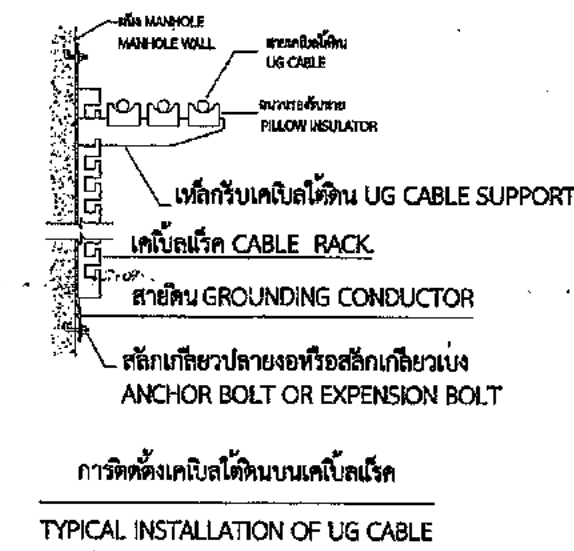 ผนัง MANHOLE
MANHOLE WALL
สายเคเบิลใต้ดิน
UG CABLE
ฉนวนรองรับสาย
PILLOW INSULATOR
เหล็กรับเคเบิลใต้ดิน UG CABLE SUPPORT
เคเบิ้ลแร็ค CABLE RACK
สายดิน GROUNDING CONDUCTOR
สลักเกลียวปลายงอหรือสลักเกลียวเบ่ง
ANCHOR BOLT OR EXPENSION BOLT
การติดตั้งเคเบิลใต้ดินบนเคเบิ้ลแร็ค
TYPICAL INSTALLATION OF UG CABLE